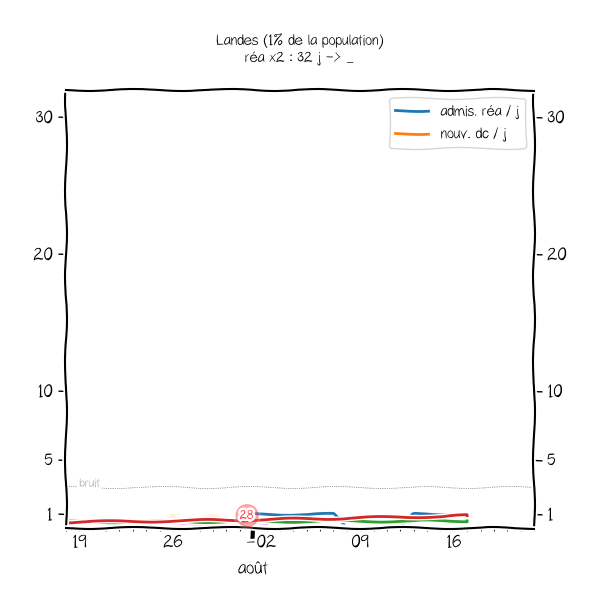 Landes (1% de la population)
réa x2 : 32 j -> _
admis. réa / j
nouv. dc / j
30
30
20
20
10
10
5
5
bruit
1
28
1
19
26
02
09
16
août